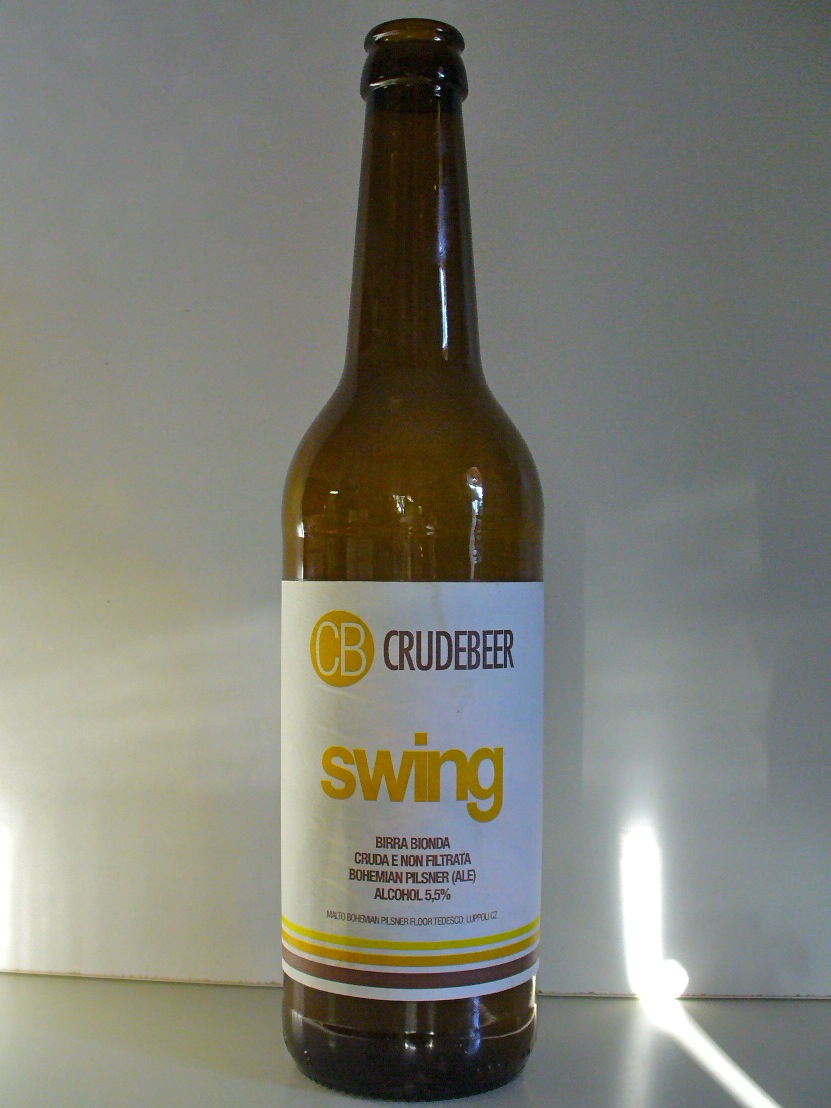 CB CRUDEBEER
swing
BIRRA BIONDA
CRUDA E NON FILTRATA
BOHEMIAN PILSNER (ALE)
ALCOHOL 5,5%
MALTO BOHEMIAN PILSNER FLOOR TEDESCO; LUPPOLI CZ